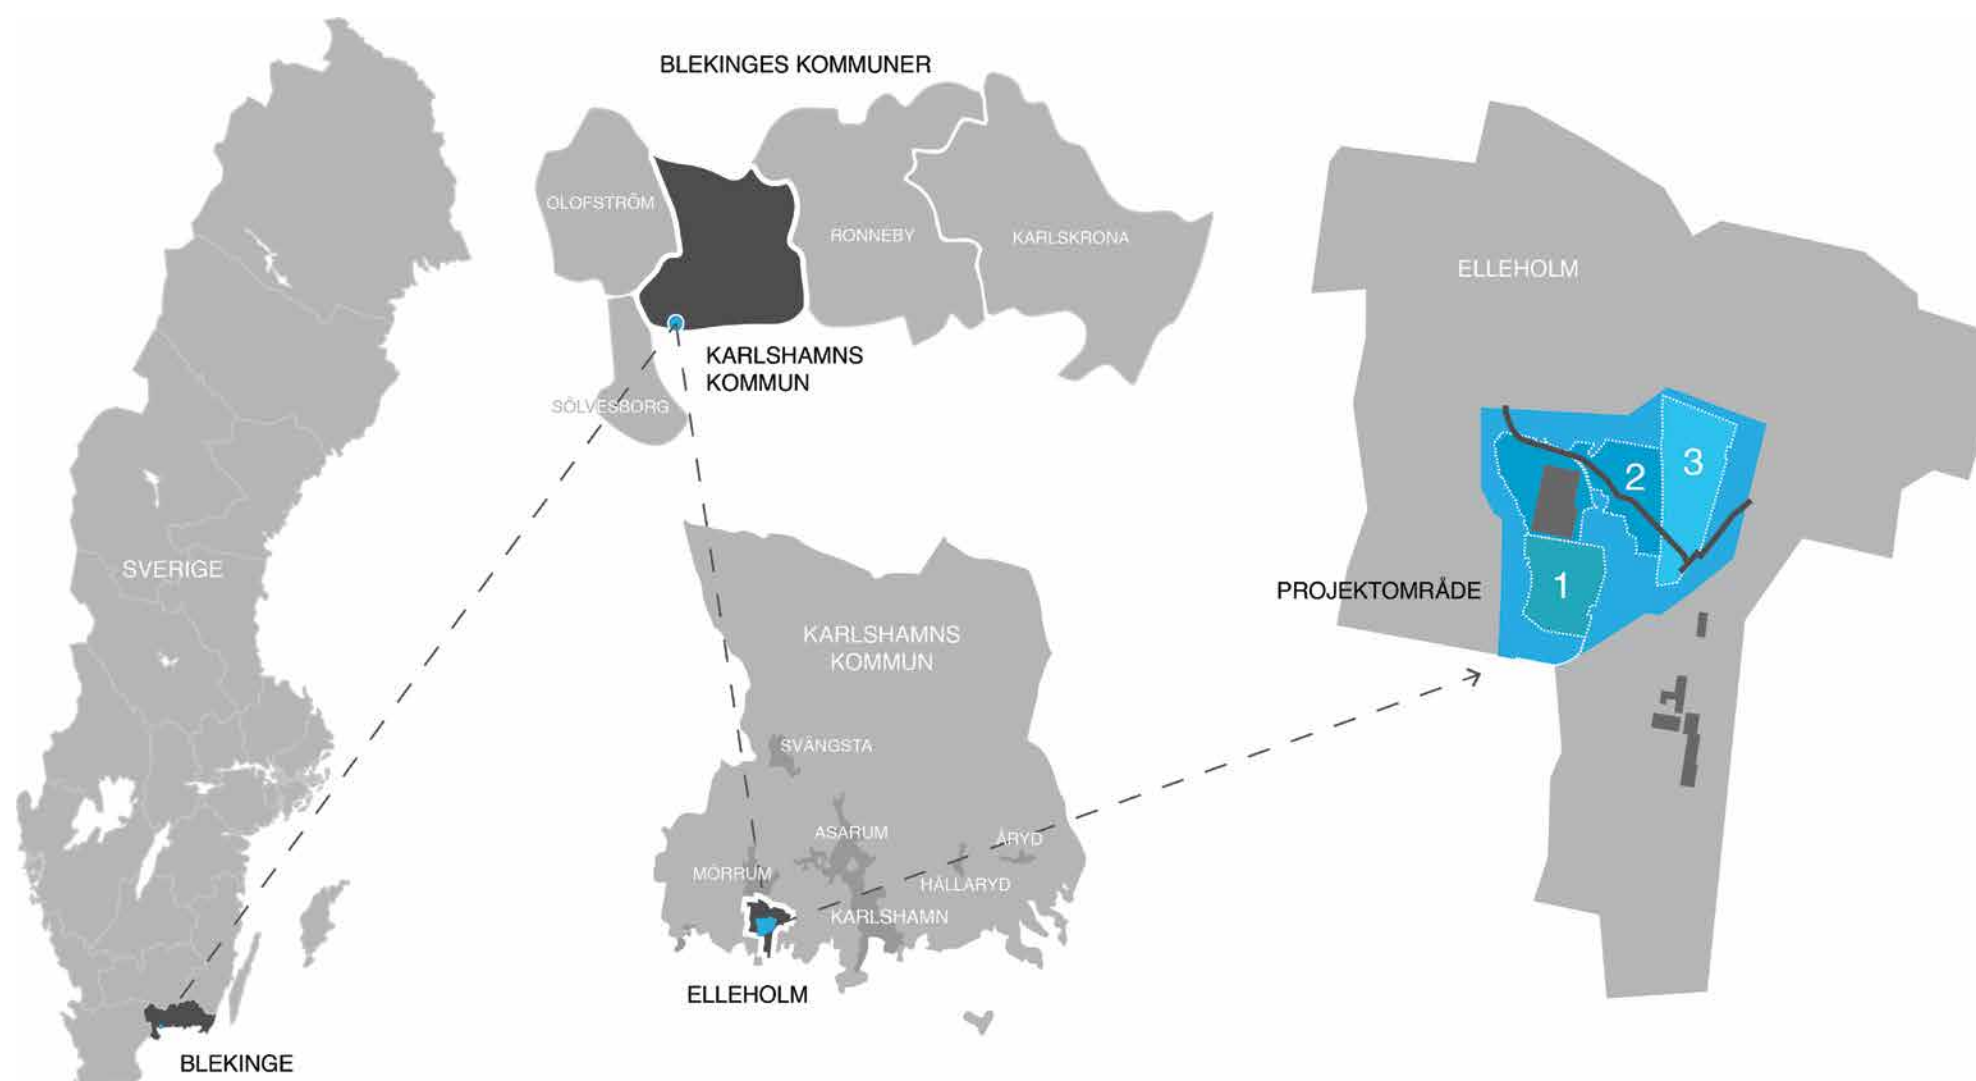 BLEKINGES KOMMUNER
OLOFSTRÖM
RONNEBY
KARLSKRONA
KARLSHAMNS
KOMMUN
SÖLVESBORG
SVERIGE
BLEKINGE
KARLSHAMNS
KOMMUN
SVÄNGSTA
ASARUM
ÅRYD
MÖRRUM
HÄLLARYD
KARLSHAMN
ELLEHOLM
ELLEHOLM
3
2
1
PROJEKTOMRÅDE